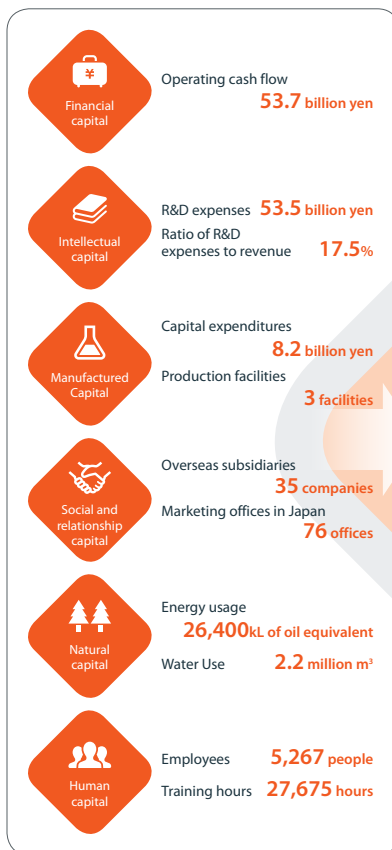 ¥
Financial
capital
Operating cash flow
53.7 billion yen
Intellectual
capital
R&D expenses 53.5 billion yen
Ratio of R&D
expenses to revenue 17.5%
Manufactured
Capital
Capital expenditures
8.2 billion yen
Production facilities
3 facilities
Social and
relationship
capital
Overseas subsidiaries
35 companies
Marketing offices in Japan
76 offices
Natural
capital
Energy usage
26,400kL of oil equivalent
Water Use 2.2 million m³
Human
capital
Employees 5,267 people
Training hours 27,675 hours